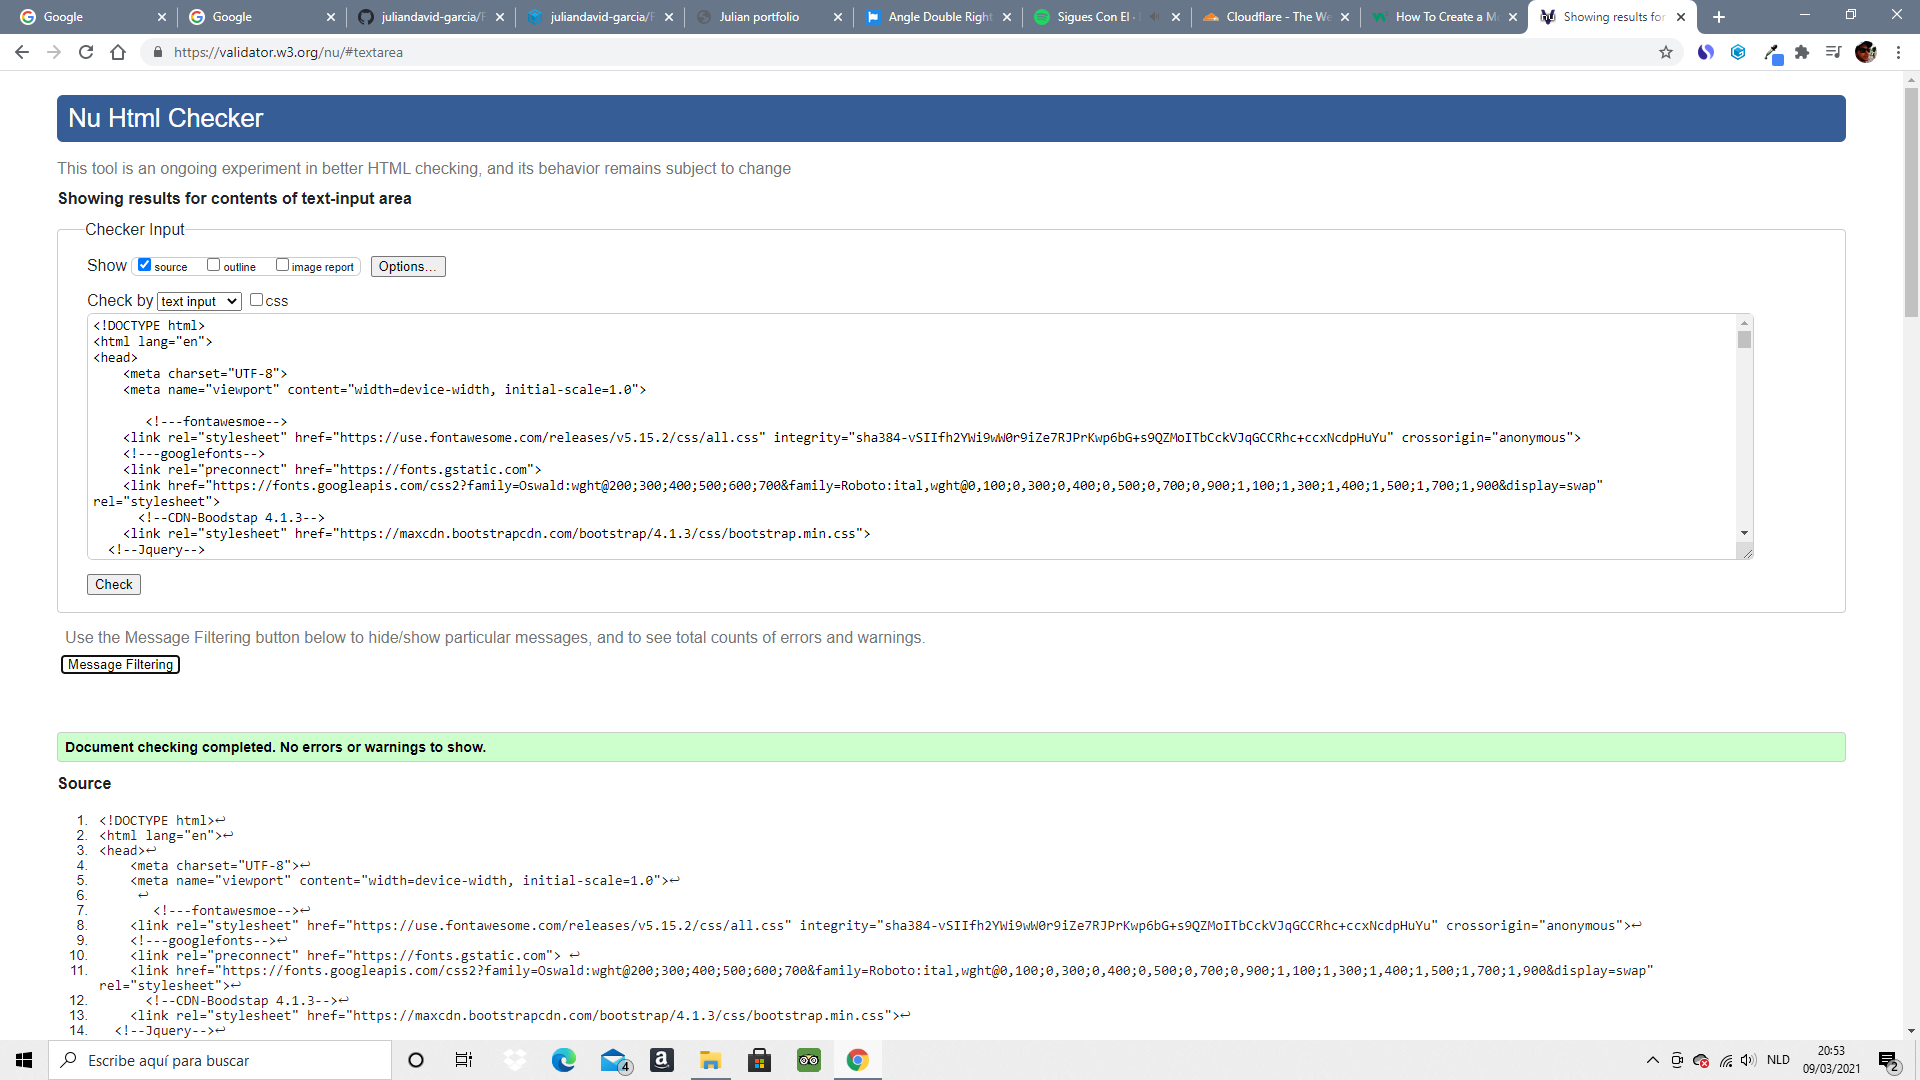 Google
Google
juliandavid-garcia/
juliandavid-garcia/
Julian portfolio
Angle Double Right
Sigues Con El ·
Cloudflare - The We
How To Create a M
Showing results for
https://validator.w3.org/nu/#textarea
Nu Html Checker
This tool is an ongoing experiment in better HTML checking, and its behavior remains subject to change
Showing results for contents of text-input area
Checker Input
Show source outline image report Options...
Check by text input css
<!DOCTYPE html>
<html lang="en">
<head>
<meta charset="UTF-8">
<meta name="viewport" content="width=device-width, initial-scale=1.0">
<!---fontawesmoe-->
<link rel="stylesheet" href="https://use.fontawesome.com/releases/v5.15.2/css/all.css" integrity="sha384-vSIIfh2YWi9wW0r9iZe7RJPrKwp6bG+s9QZMoITbCckVJqGCCRhc+ccxNcdpHuYu" crossorigin="anonymous">
<!---googlefonts-->
<link rel="preconnect" href="https://fonts.gstatic.com">
<link href="https://fonts.googleapis.com/css2?family=Oswald:wght@200;300;400;500;600;700&family=Roboto:ital,wght@0,100;0,300;0,400;0,500;0,700;0,900;1,100;1,300;1,400;1,500;1,700;1,900&display=swap"
rel="stylesheet">
<!--CDN-Boodstap 4.1.3-->
<link rel="stylesheet" href="https://maxcdn.bootstrapcdn.com/bootstrap/4.1.3/css/bootstrap.min.css">
<!--Jquery-->
Check
Use the Message Filtering button below to hide/show particular messages, and to see total counts of errors and warnings.
Message Filtering
Document checking completed. No errors or warnings to show.
Source
1. <!DOCTYPE html>↩
2. <html lang="en">↩
3. <head>↩
4. <meta charset="UTF-8">↩
5. <meta name="viewport" content="width=device-width, initial-scale=1.0">↩
6. ↩
7. <!---fontawesmoe-->↩
8. <link rel="stylesheet" href="https://use.fontawesome.com/releases/v5.15.2/css/all.css" integrity="sha384-vSIIfh2YWi9wW0r9iZe7RJPrKwp6bG+s9QZMoITbCckVJqGCCRhc+ccxNcdpHuYu" crossorigin="anonymous">↩
9. <!---googlefonts-->↩
10. <link rel="preconnect" href="https://fonts.gstatic.com"> ↩
11. <link href="https://fonts.googleapis.com/css2?family=Oswald:wght@200;300;400;500;600;700&family=Roboto:ital,wght@0,100;0,300;0,400;0,500;0,700;0,900;1,100;1,300;1,400;1,500;1,700;1,900&display=swap"
rel="stylesheet">↩
12. <!--CDN-Boodstap 4.1.3-->↩
13. <link rel="stylesheet" href="https://maxcdn.bootstrapcdn.com/bootstrap/4.1.3/css/bootstrap.min.css">↩
14. <!--Jquery-->↩
Escribe aquí para buscar
4
NLD
20:53
09/03/2021
2